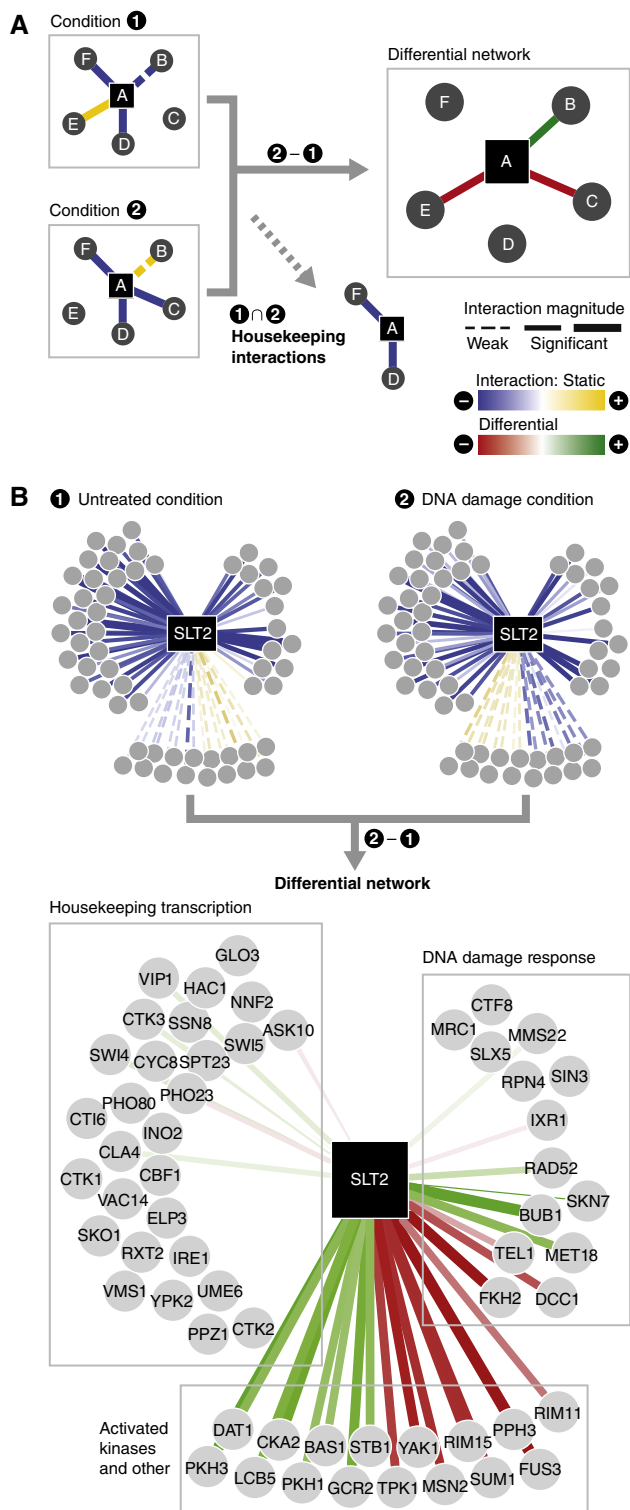 A
Condition 1
F
B
A
C
E
D
Condition 2
F
B
A
C
E
D
2 – 1
1 ∩ 2
Housekeeping
interactions
Differential network
F
B
A
E
C
D
F
A
D
Interaction magnitude
Weak Significant
Interaction: Static
– +
Differential
– +
B
1 Untreated condition
2 DNA damage condition
SLT2
SLT2
2 – 1
Differential network
Housekeeping transcription
GLO3
VIP1
HAC1
NNF2
CTK3
SSN8
ASK10
SWI5
SWI4
CYC8
SPT23
PHO23
PHO80
CTI6
INO2
CLA4
CBF1
CTK1
VAC14
ELP3
SKO1
RXT2
IRE1
VMS1
YPK2
UME6
PPZ1
CTK2
SLT2
DNA damage response
CTF8
MRC1
MMS22
SLX5
RPN4
SIN3
IXR1
RAD52
SKN7
BUB1
TEL1
MET18
FKH2
DCC1
Activated
kinases
and other
DAT1
CKA2
BAS1
STB1
YAK1
RIM15
PPH3
RIM11
PKH3
LCB5
PKH1
GCR2
TPK1
MSN2
SUM1
FUS3